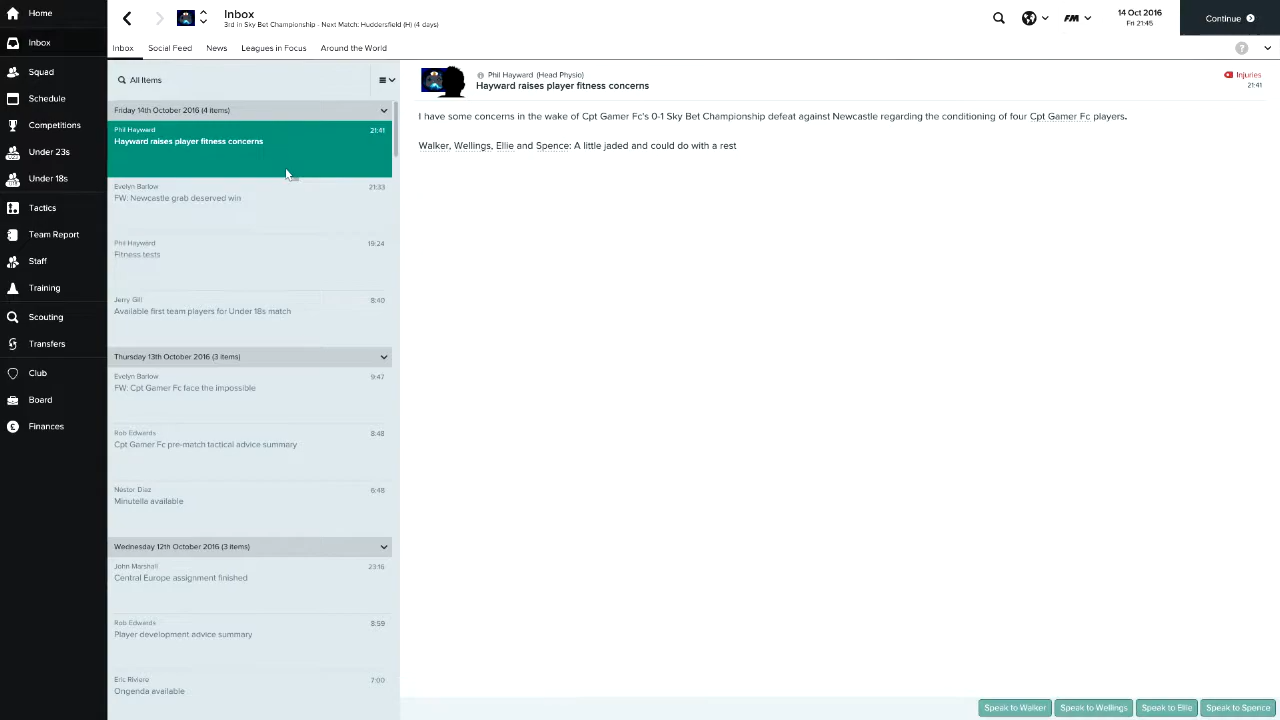 Home
Inbox
Squad
Schedule
Competitions
Under 23s
Under 18s
Tactics
Team Report
Staff
Training
Scouting
Transfers
Club
Board
Finances
Inbox
3rd in Sky Bet Championship - Next Match: Huddersfield (H) (4 days)
FM
14 Oct 2016
Fri 21:45
Continue
Inbox Social Feed News Leagues in Focus Around the World
?
All Items
Friday 14th October 2016 (4 items)
Phil Hayward 21:41
Hayward raises player fitness concerns
Evelyn Barlow 21:33
FW: Newcastle grab deserved win
Phil Hayward 19:24
Fitness tests
Jerry Gill 8:40
Available first team players for Under 18s match
Thursday 13th October 2016 (3 items)
Evelyn Barlow 9:47
FW: Cpt Gamer Fc face the impossible
Rob Edwards 8:48
Cpt Gamer Fc pre-match tactical advice summary
Néstor Díaz 6:48
Minutella available
Wednesday 12th October 2016 (3 items)
John Marshall 23:16
Central Europe assignment finished
Rob Edwards 8:59
Player development advice summary
Eric Riviere 7:00
Ongenda available
Phil Hayward (Head Physio)
Hayward raises player fitness concerns
Injuries
21:41
I have some concerns in the wake of Cpt Gamer Fc's 0-1 Sky Bet Championship defeat against Newcastle regarding the conditioning of four Cpt Gamer Fc players.
Walker, Wellings, Ellie and Spence: A little jaded and could do with a rest
Speak to Walker Speak to Wellings Speak to Ellie Speak to Spence